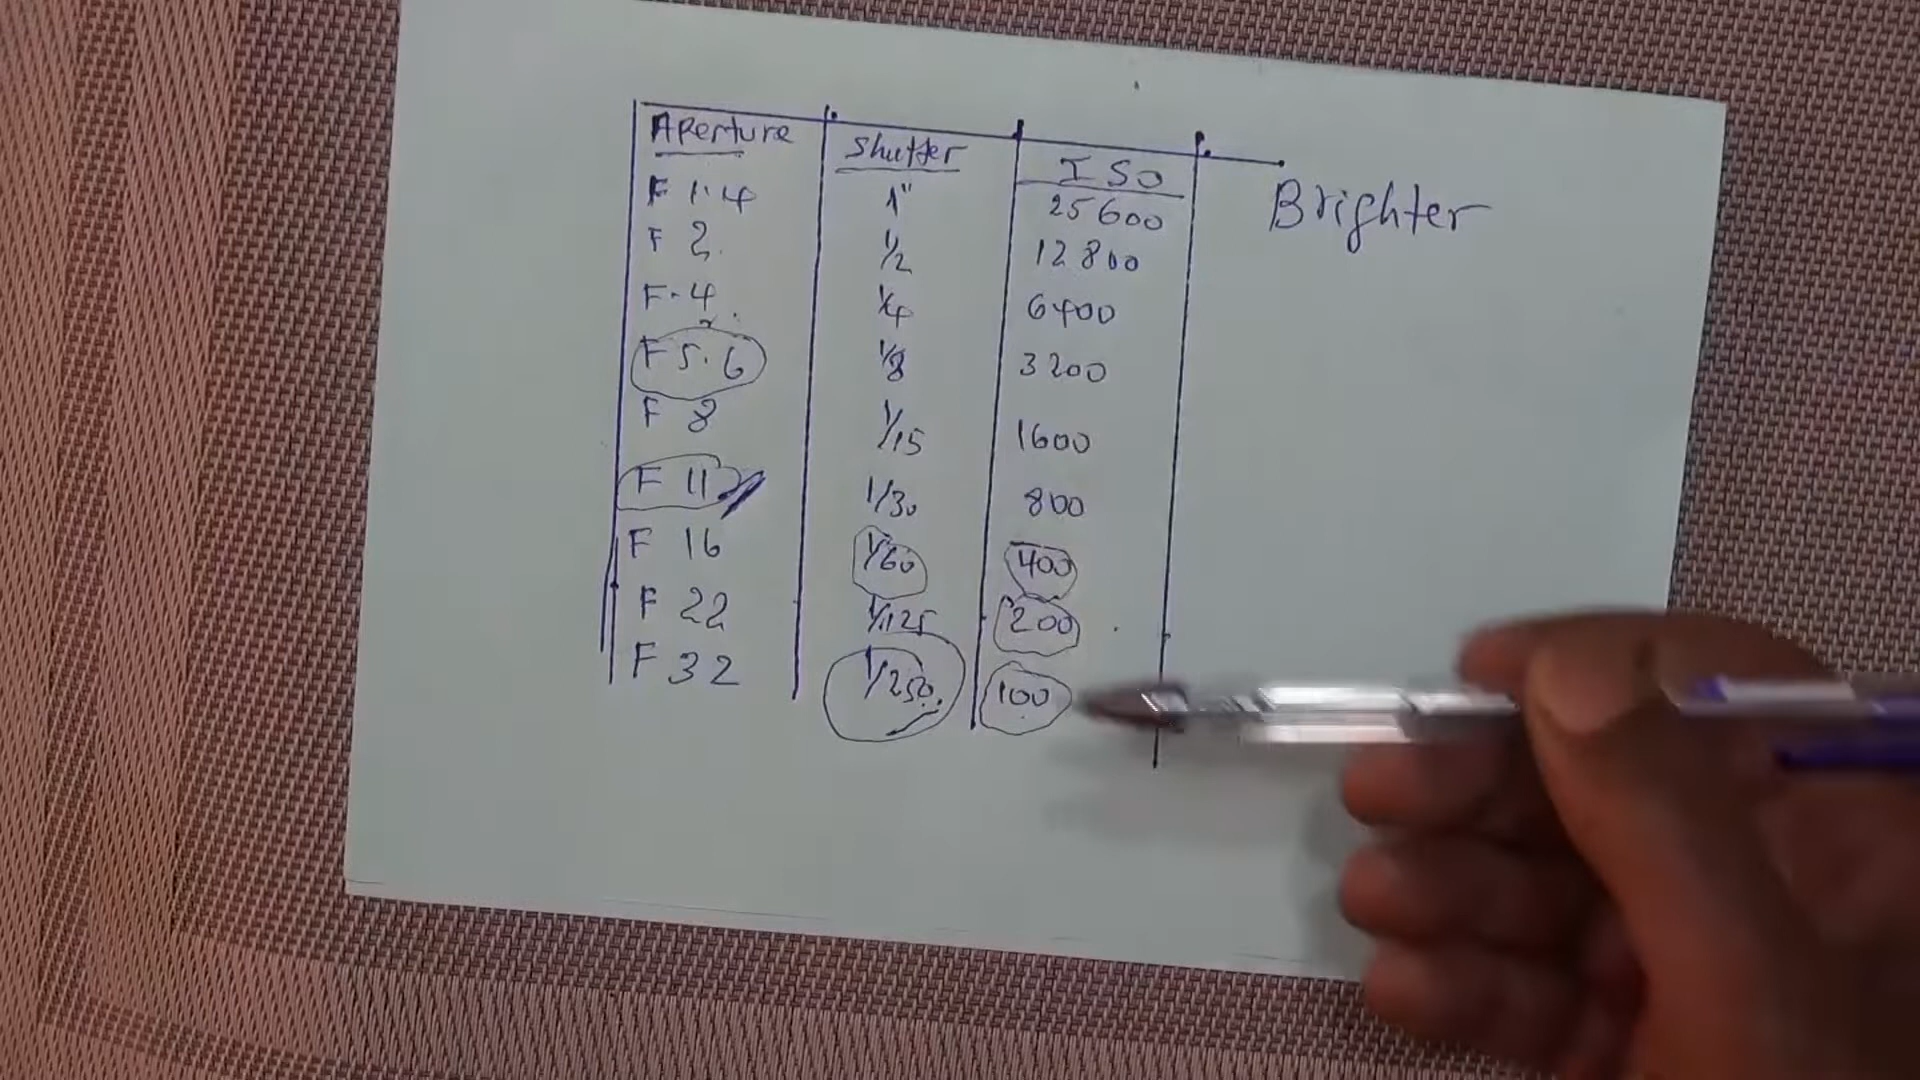 Aperture Shutter ISO
F 1.4 1" 25600 Brighter
F 2. 1/2 12800
F.4. 1/4 6400
F 5.6 1/8 3200
F 8 1/15 1600
F 11 1/30 800
F 16 1/60 400
F 22 1/125 200
F 32 1/250 100